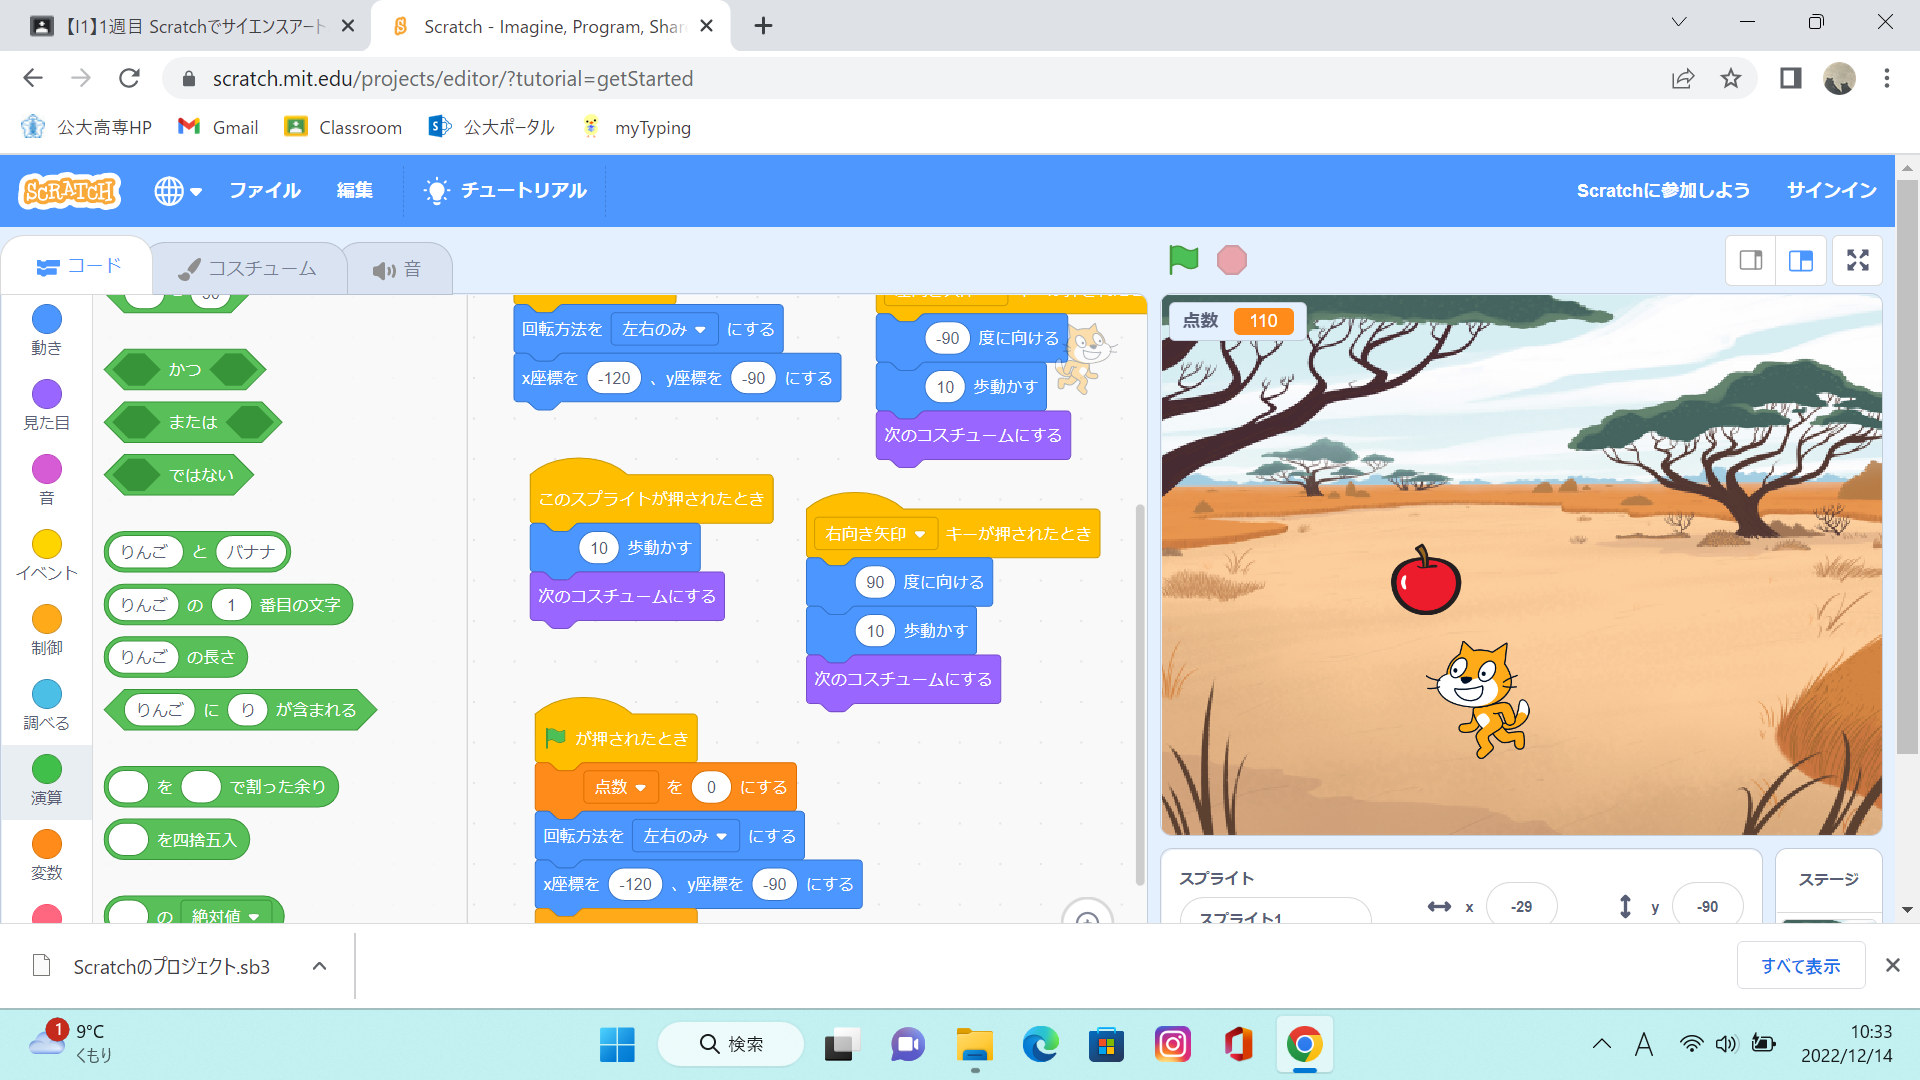 【I1】1週目 Scratchでサイエンスアート
Scratch - Imagine, Program, Shar
scratch.mit.edu/projects/editor/?tutorial=getStarted
公大高専HP
Gmail
Classroom
公大ポータル
myTyping
SCRATCH
ファイル
編集
チュートリアル
Scratchに参加しよう
サインイン
コード
コスチューム
音
動き
見た目
音
イベント
制御
調べる
演算
変数
かつ
または
ではない
りんご と バナナ
りんご の 1 番目の文字
りんご の長さ
りんご に り が含まれる
を で割った余り
を四捨五入
の 絶対値
回転方法を 左右のみ にする
x座標を -120 、y座標を -90 にする
-90 度に向ける
10 歩動かす
次のコスチュームにする
このスプライトが押されたとき
10 歩動かす
次のコスチュームにする
右向き矢印 キーが押されたとき
90 度に向ける
10 歩動かす
次のコスチュームにする
が押されたとき
点数 を 0 にする
回転方法を 左右のみ にする
x座標を -120 、y座標を -90 にする
点数 110
スプライト
スプライト1
x -29
y -90
ステージ
Scratchのプロジェクト.sb3
すべて表示
1
9°C
くもり
検索
A
10:33
2022/12/14